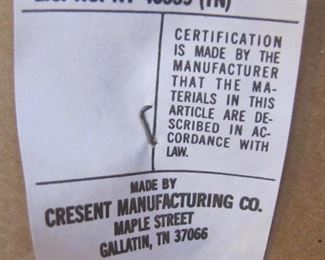 (TN)
CERTIFICATION
IS MADE BY THE
MANUFACTURER
THAT THE MA-
TERIALS IN THIS
ARTICLE ARE DE-
SCRIBED IN AC-
CORDANCE WITH
LAW.
MADE BY
CRESENT MANUFACTURING CO.
MAPLE STREET
GALLATIN, TN 37066